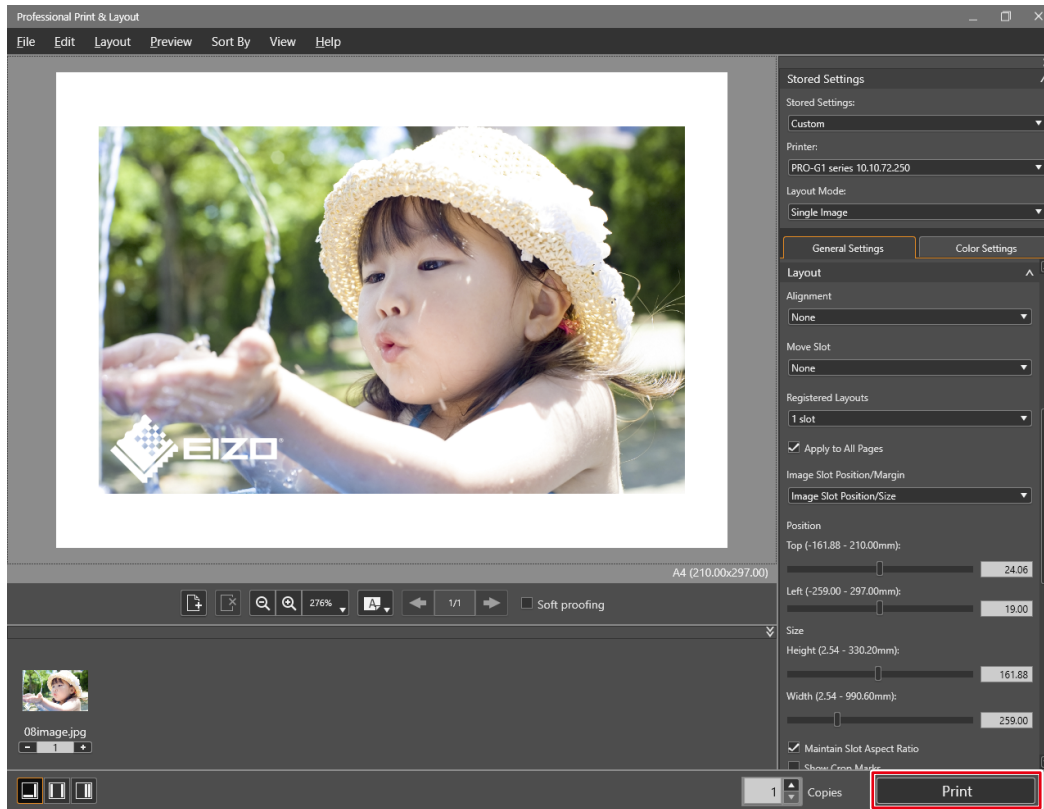 Professional Print & Layout
File Edit Layout Preview Sort By View Help
EIZO
A4 (210.00x297.00)
276%
A
1/1
Soft proofing
08image.jpg
1
Stored Settings
Stored Settings:
Custom
Printer:
PRO-G1 series 10.10.72.250
Layout Mode:
Single Image
General Settings Color Settings
Layout
Alignment
None
Move Slot
None
Registered Layouts
1 slot
Apply to All Pages
Image Slot Position/Margin
Image Slot Position/Size
Position
Top (-161.88 - 210.00mm):
24.06
Left (-259.00 - 297.00mm):
19.00
Size
Height (2.54 - 330.20mm):
161.88
Width (2.54 - 990.60mm):
259.00
Maintain Slot Aspect Ratio
Show Crop Marks
1 Copies Print